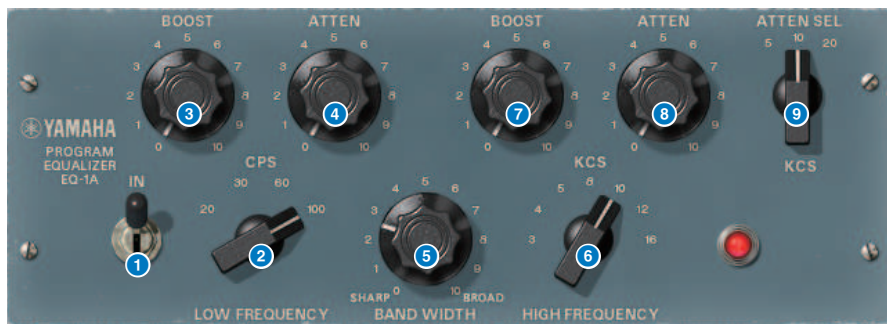 BOOST ATTEN BOOST ATTEN ATTEN SEL
0 1 2 3 4 5 6 7 8 9 10
0 1 2 3 4 5 6 7 8 9 10
0 1 2 3 4 5 6 7 8 9 10
0 1 2 3 4 5 6 7 8 9 10
5 10 20
3 4 7 8 9
YAMAHA
PROGRAM
EQUALIZER
EQ-1A
CPS KCS KCS
IN
20 30 60 100
0 1 2 3 4 5 6 7 8 9 10
3 4 5 8 10 12 16
1 2 5 6
SHARP BROAD
LOW FREQUENCY BAND WIDTH HIGH FREQUENCY